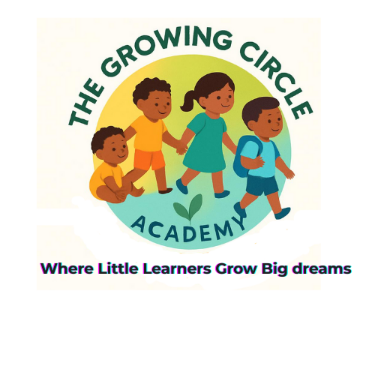 THE GROWING CIRCLE
ACADEMY
Where Little Learners Grow Big dreams